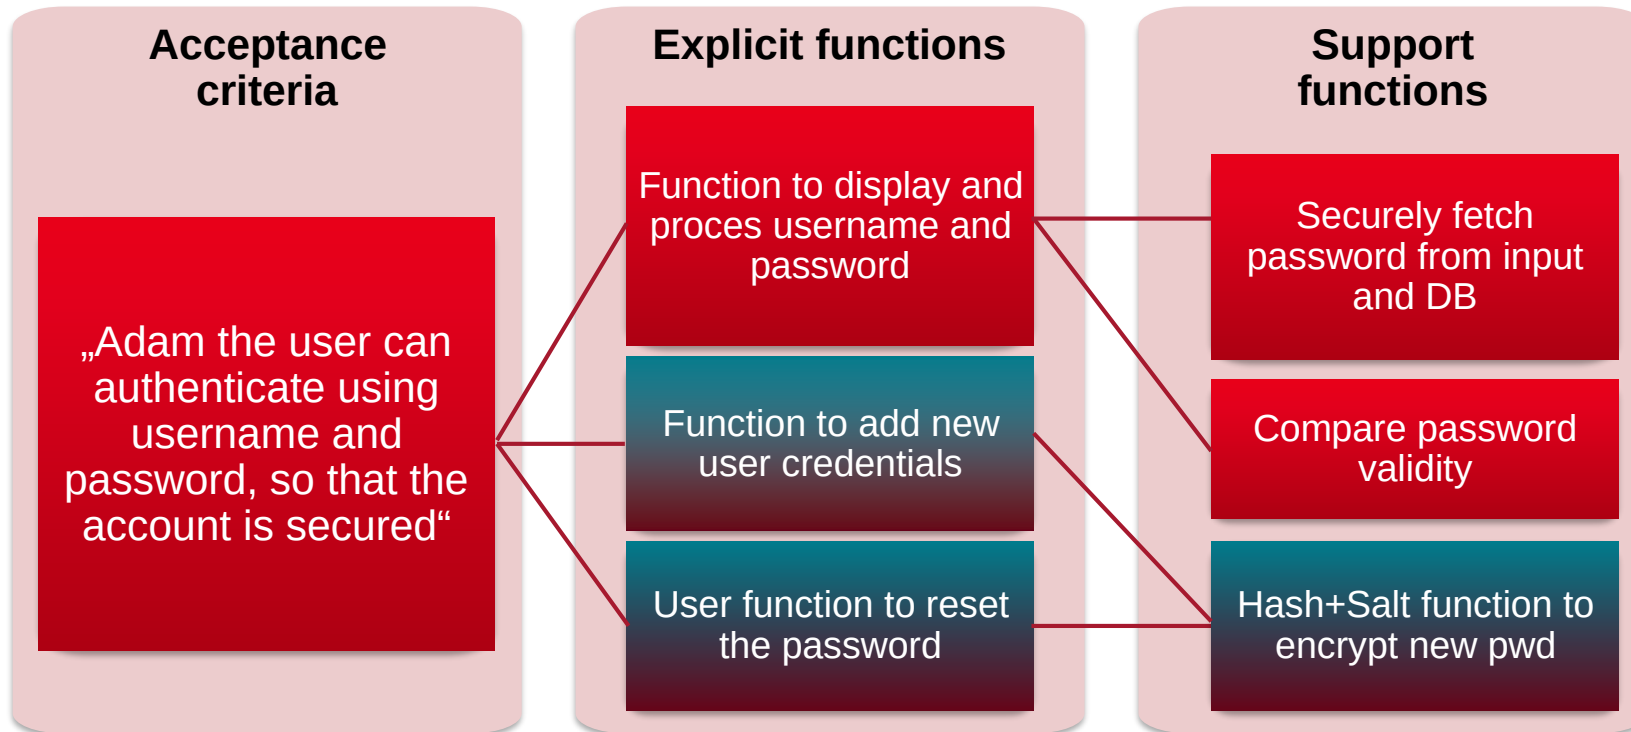 Acceptance
criteria
„Adam the user can
authenticate using
username and
password, so that the
account is secured“
Explicit functions
Function to display and
proces username and
password
Function to add new
user credentials
User function to reset
the password
Support
functions
Securely fetch
password from input
and DB
Compare password
validity
Hash+Salt function to
encrypt new pwd